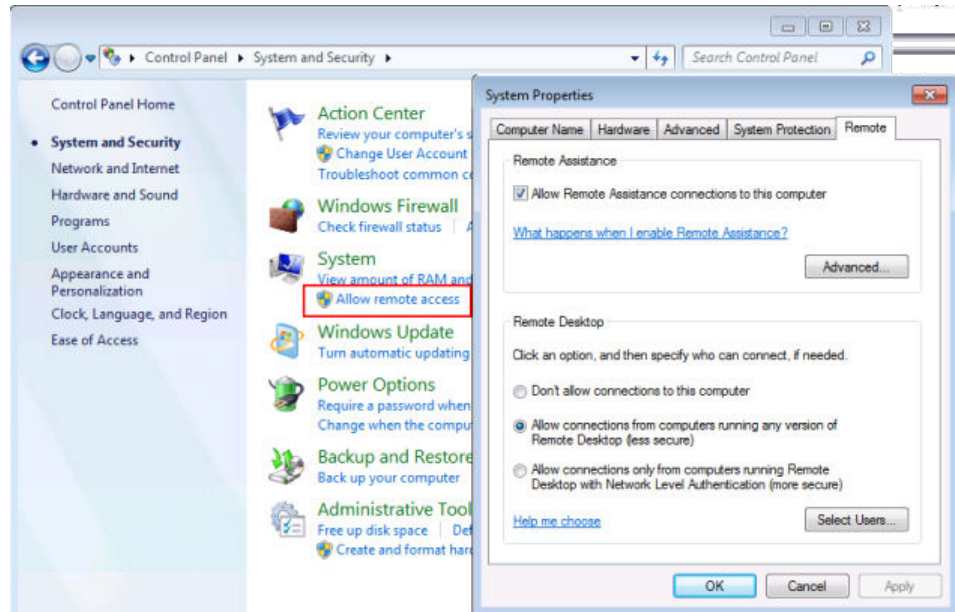 Control Panel ▸ System and Security ▸
Search Control Panel
Control Panel Home
System and Security
Network and Internet
Hardware and Sound
Programs
User Accounts
Appearance and
Personalization
Clock, Language, and Region
Ease of Access
Action Center
Review your computer's
Change User Account
Troubleshoot common
Windows Firewall
Check firewall status
System
View amount of RAM and
Allow remote access
Windows Update
Turn automatic updating
Power Options
Require a password when
Change when the
Backup and Restore
Back up your computer
Administrative
Free up disk space
Create and format
System Properties
Computer Name Hardware Advanced System Protection Remote
Remote Assistance
Allow Remote Assistance connections to this computer
What happens when I enable Remote Assistance?
Advanced...
Remote Desktop
Click an option, and then specify who can connect, if needed.
Don't allow connections to this computer
Allow connections from computers running any version of
Remote Desktop (less secure)
Allow connections only from computers running Remote
Desktop with Network Level Authentication (more secure)
Help me choose
Select Users...
OK Cancel Apply